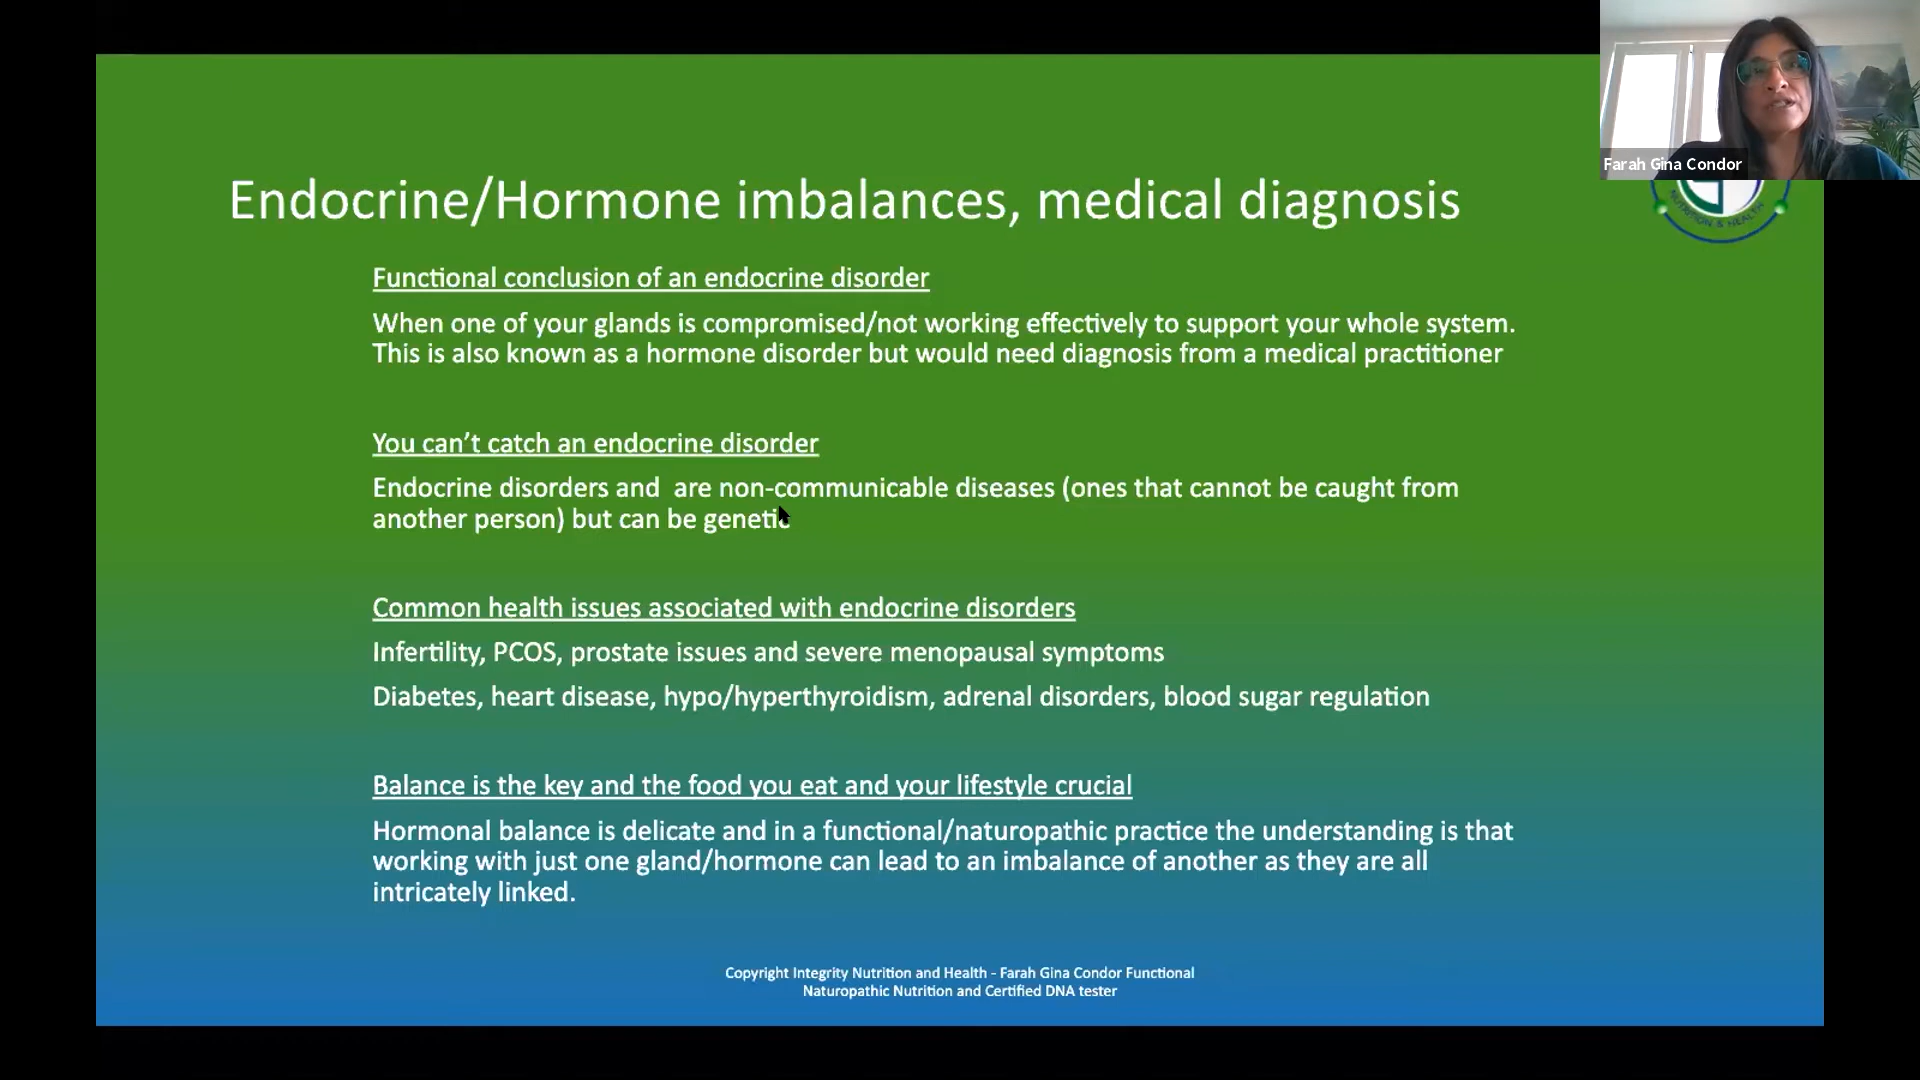 Farah Gina Condor
NUTRITION & HEALTH
Endocrine/Hormone imbalances, medical diagnosis
Functional conclusion of an endocrine disorder
When one of your glands is compromised/not working effectively to support your whole system.
This is also known as a hormone disorder but would need diagnosis from a medical practitioner
You can’t catch an endocrine disorder
Endocrine disorders and  are non-communicable diseases (ones that cannot be caught from
another person) but can be genetic
Common health issues associated with endocrine disorders
Infertility, PCOS, prostate issues and severe menopausal symptoms
Diabetes, heart disease, hypo/hyperthyroidism, adrenal disorders, blood sugar regulation
Balance is the key and the food you eat and your lifestyle crucial
Hormonal balance is delicate and in a functional/naturopathic practice the understanding is that
working with just one gland/hormone can lead to an imbalance of another as they are all
intricately linked.
Copyright Integrity Nutrition and Health - Farah Gina Condor Functional
Naturopathic Nutrition and Certified DNA tester